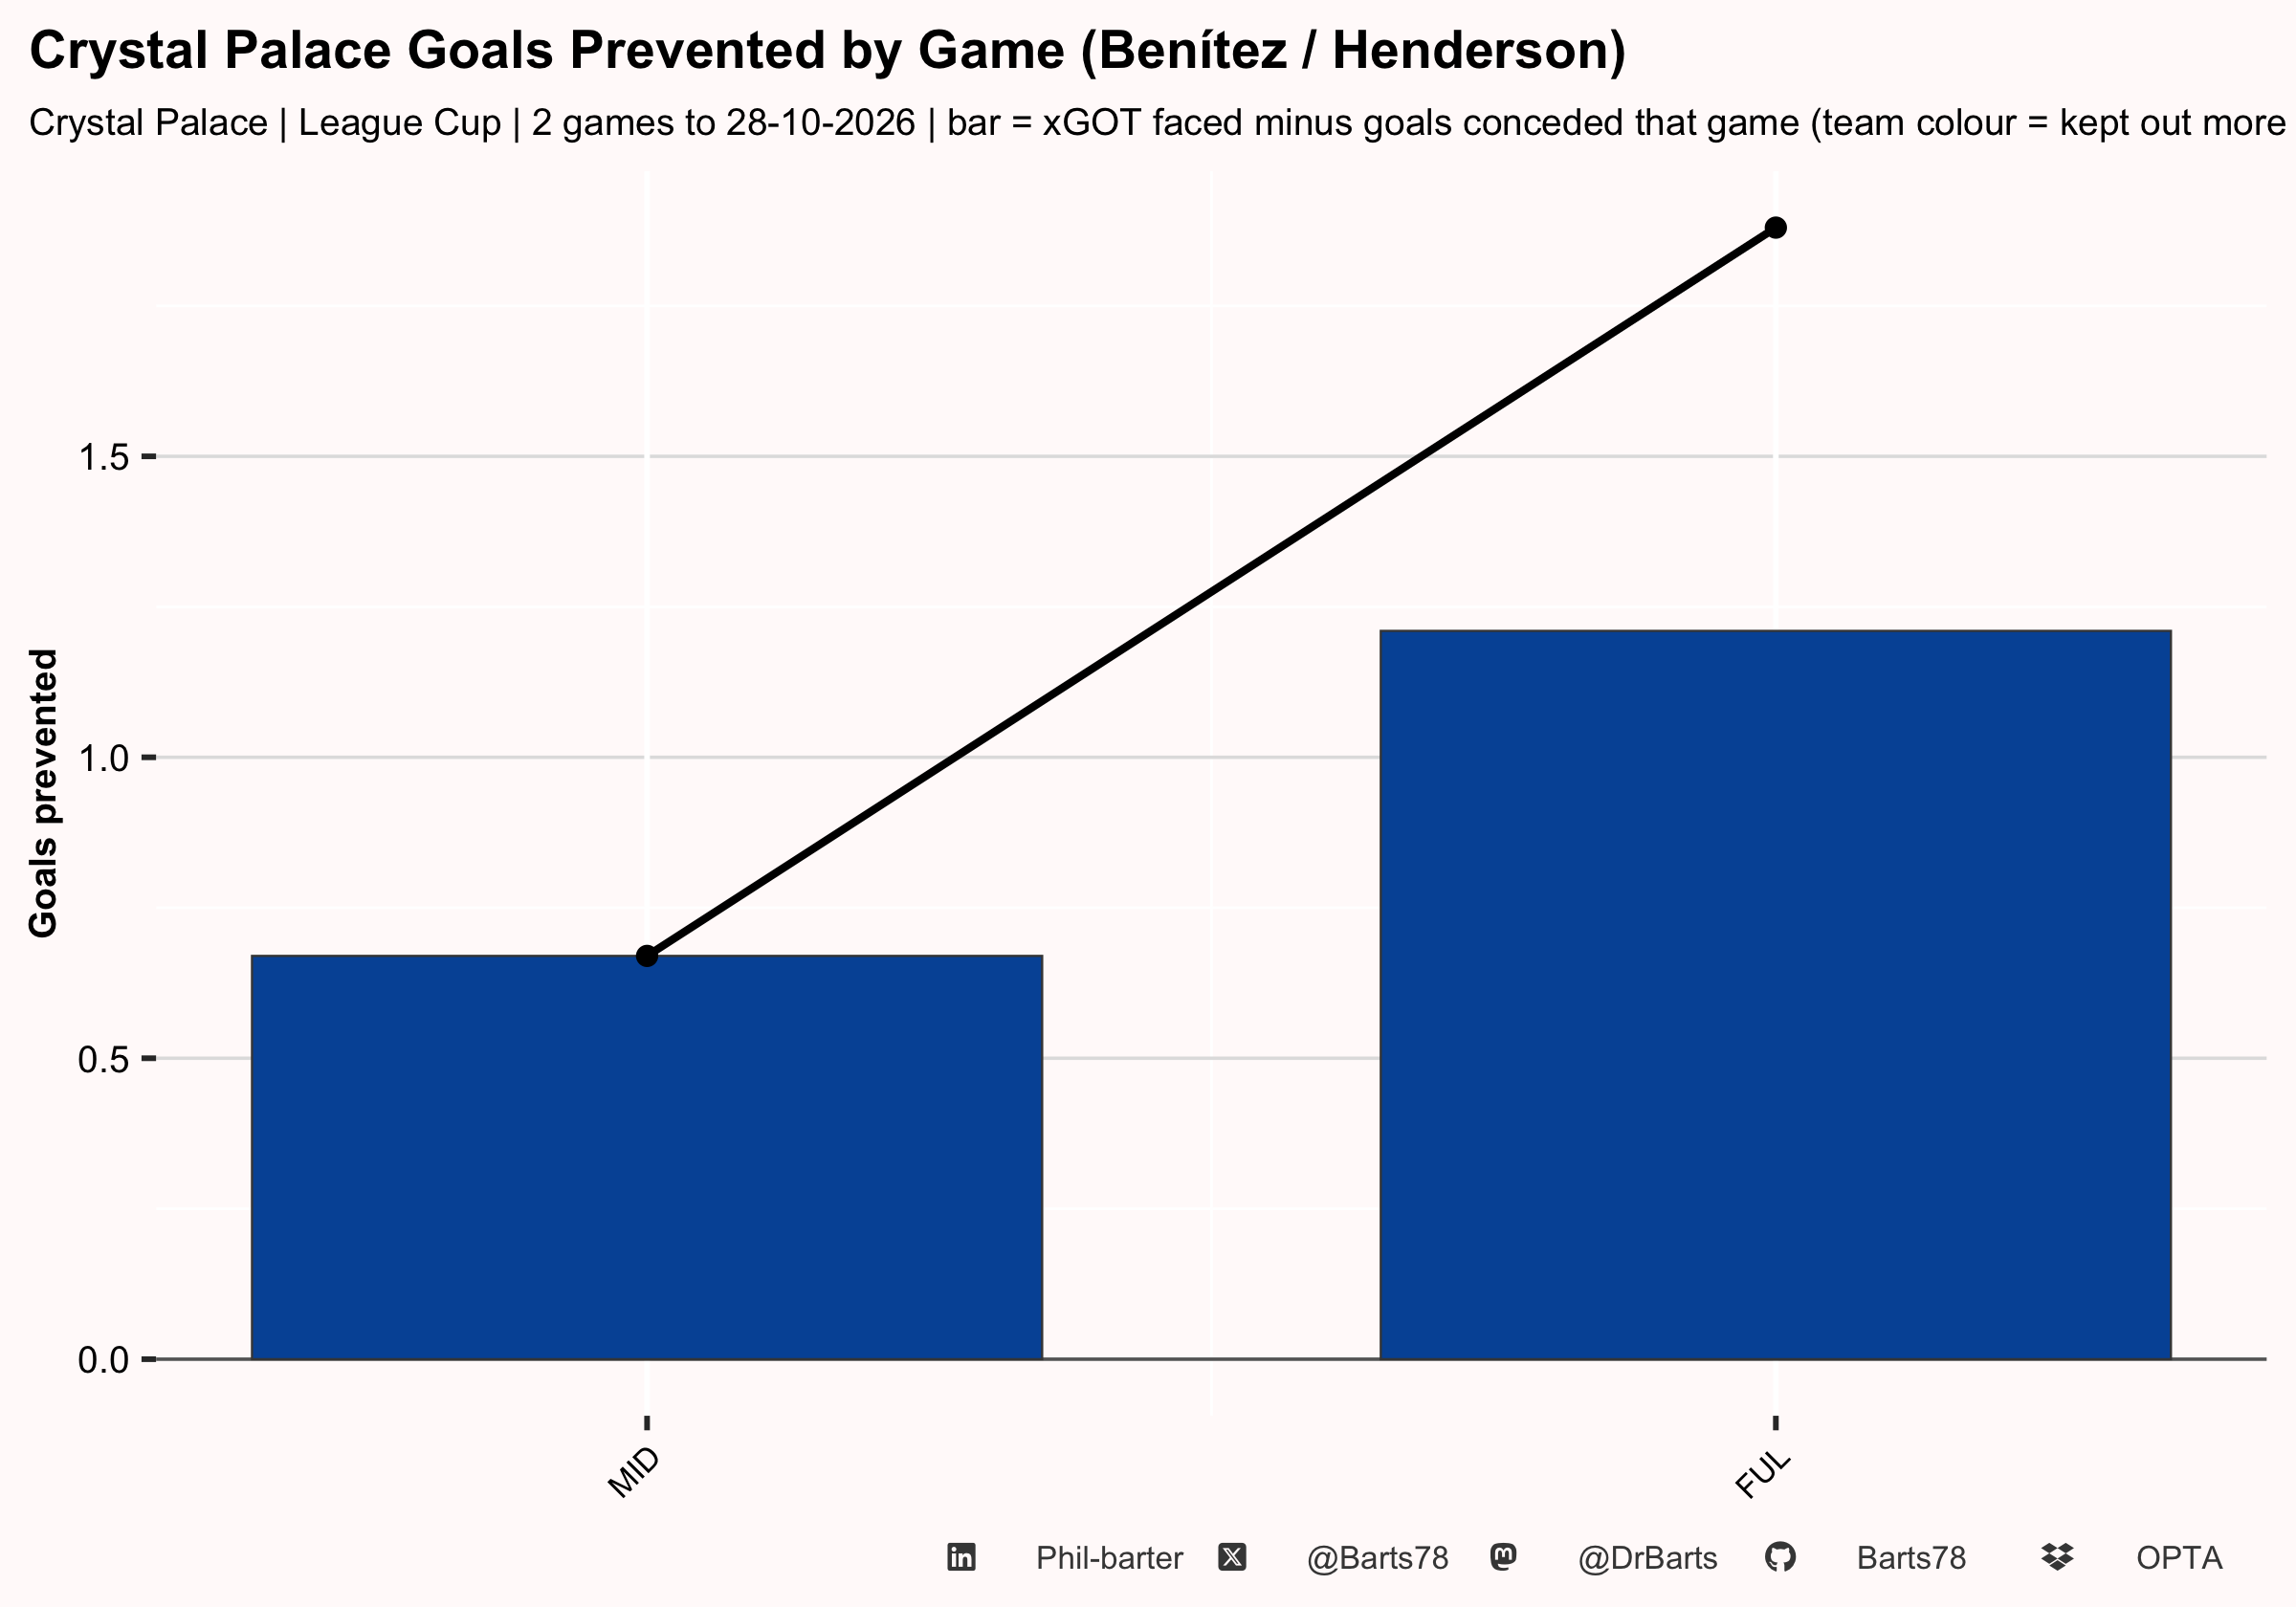 Crystal Palace Goals Prevented by Game (Benítez / Henderson)
Crystal Palace | League Cup | 2 games to 28-10-2026 | bar = xGOT faced minus goals conceded that game (team colour = kept out more
Goals prevented
1.5
1.0
0.5
0.0
MID
FUL
Phil-barter @Barts78 @DrBarts Barts78 OPTA